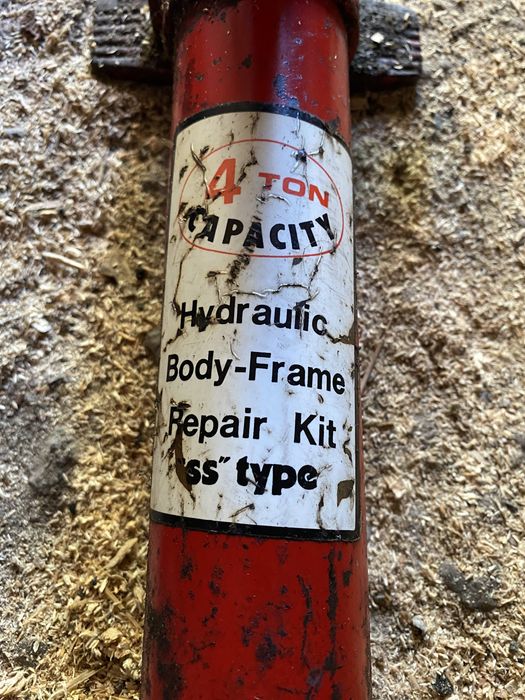 4 TON
CAPACITY
Hydraulic
Body-Frame
Repair Kit
"ss" type